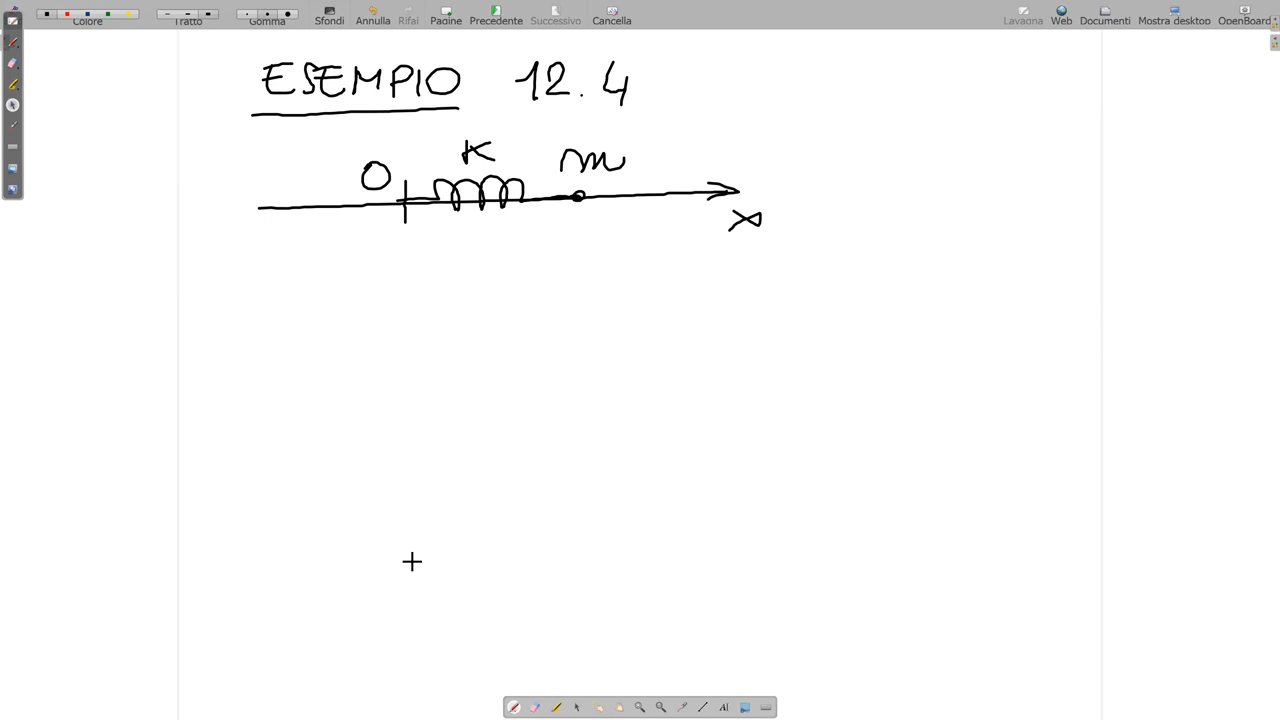 Colore Tratto Gomma Sfondi Annulla Rifai Pagine Precedente Successivo Cancella Lavagna Web Documenti Mostra desktop OpenBoard
ESEMPIO 12.4
O K m
x